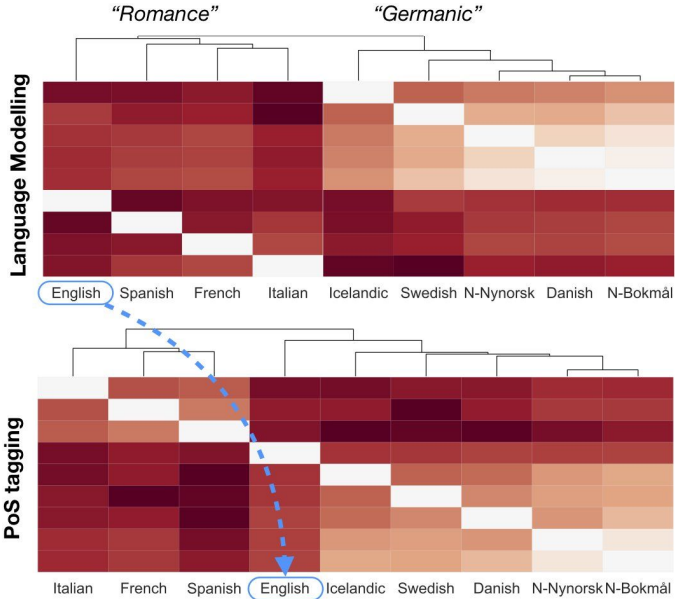 “Romance” “Germanic”
Language Modelling
English Spanish French Italian Icelandic Swedish N-Nynorsk Danish N-Bokmål
PoS tagging
Italian French Spanish English Icelandic Swedish Danish N-Nynorsk N-Bokmål